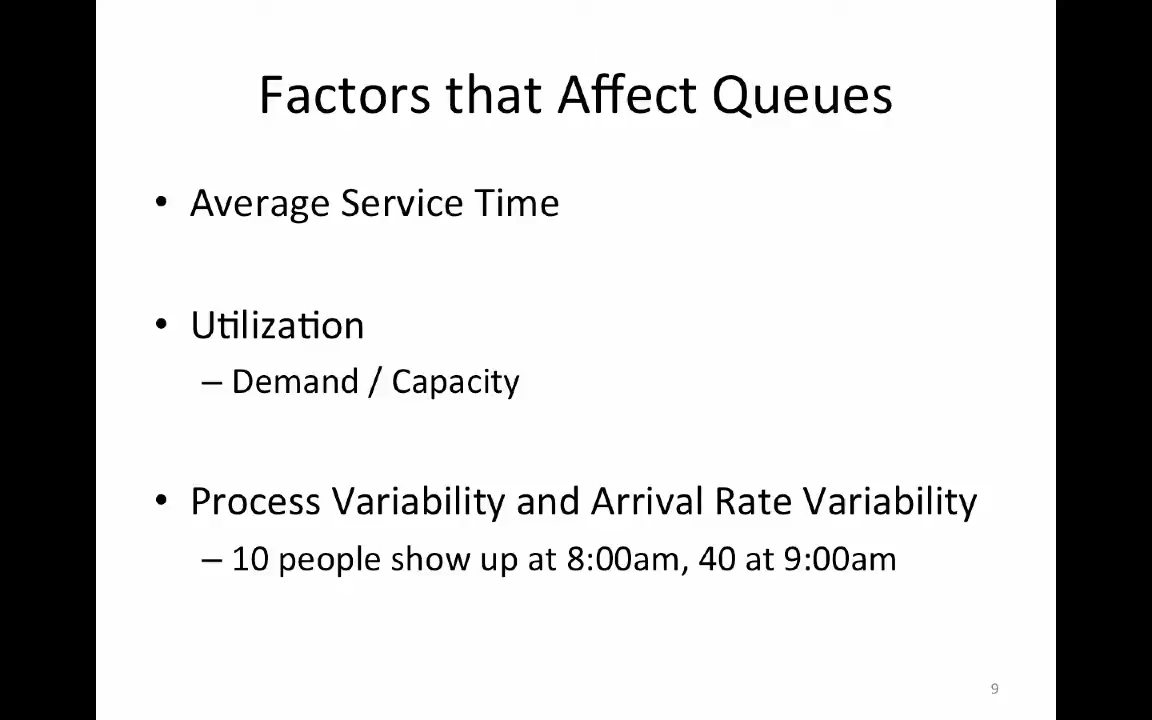 Factors that Affect Queues
• Average Service Time
• Utilization
– Demand / Capacity
• Process Variability and Arrival Rate Variability
– 10 people show up at 8:00am, 40 at 9:00am
9